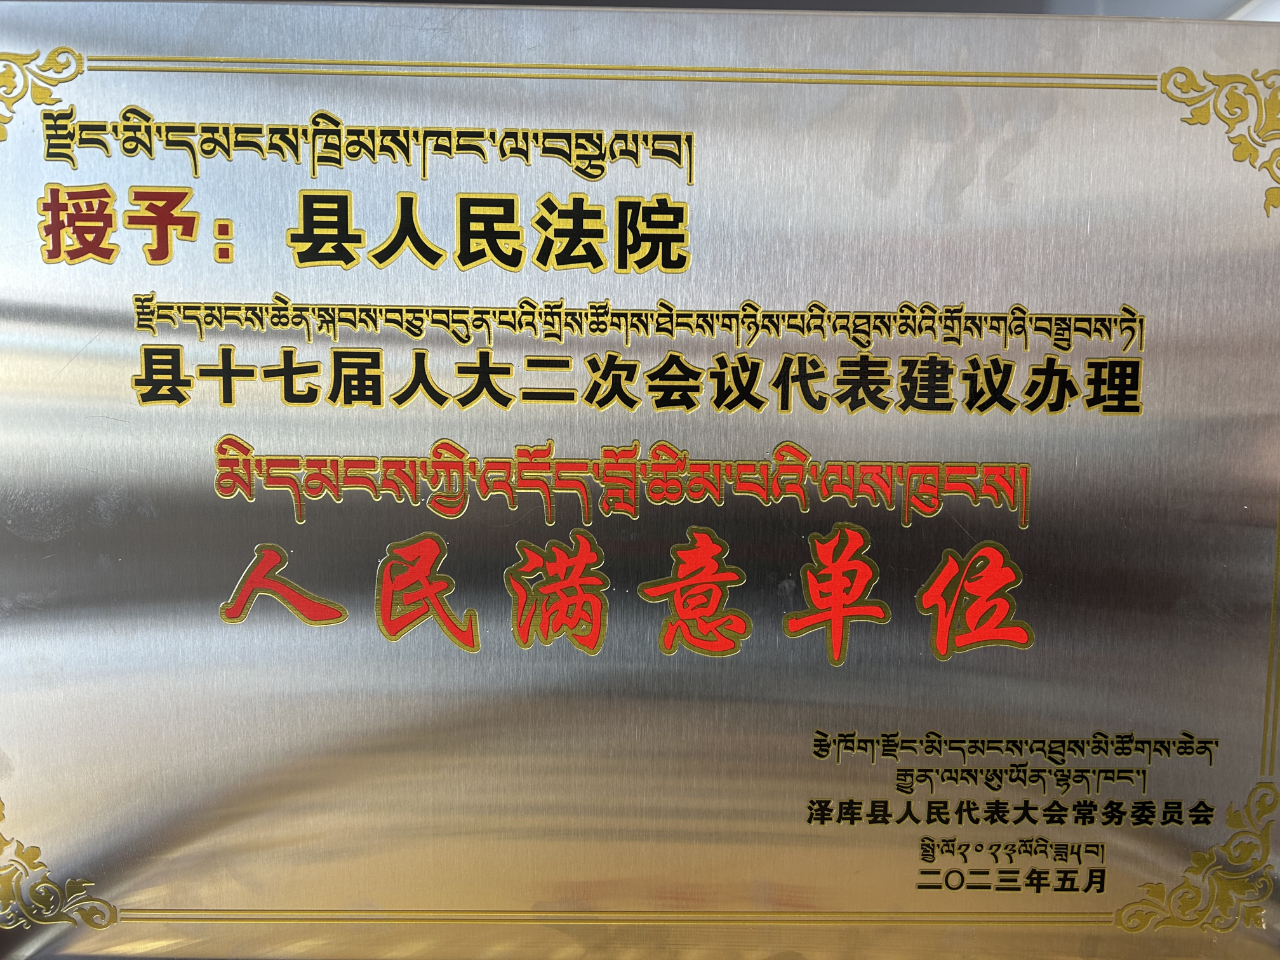 རྫོང་མི་དམངས་ཁྲིམས་ཁང་ལ་བསྩལ་བ།
授予：县人民法院
རྫོང་དམངས་ཆེན་སྐབས་བཅུ་བདུན་པའི་གྲོས་ཚོགས་ཐེངས་གཉིས་པའི་འཐུས་མིའི་གྲོས་གཞི་བསྒྲུབས་ཏེ།
县十七届人大二次会议代表建议办理
མི་དམངས་ཀྱི་འདོད་བློ་ཚིམ་པའི་ལས་ཁུངས།
人民满意单位
རྩེ་ཁོག་རྫོང་མི་དམངས་འཐུས་མི་ཚོགས་ཆེན་
རྒྱུན་ལས་ཨུ་ཡོན་ལྷན་ཁང་།
泽库县人民代表大会常务委员会
སྤྱི་ལོ༢༠༢༣ལོའི་ཟླ༥པ།
二〇二三年五月